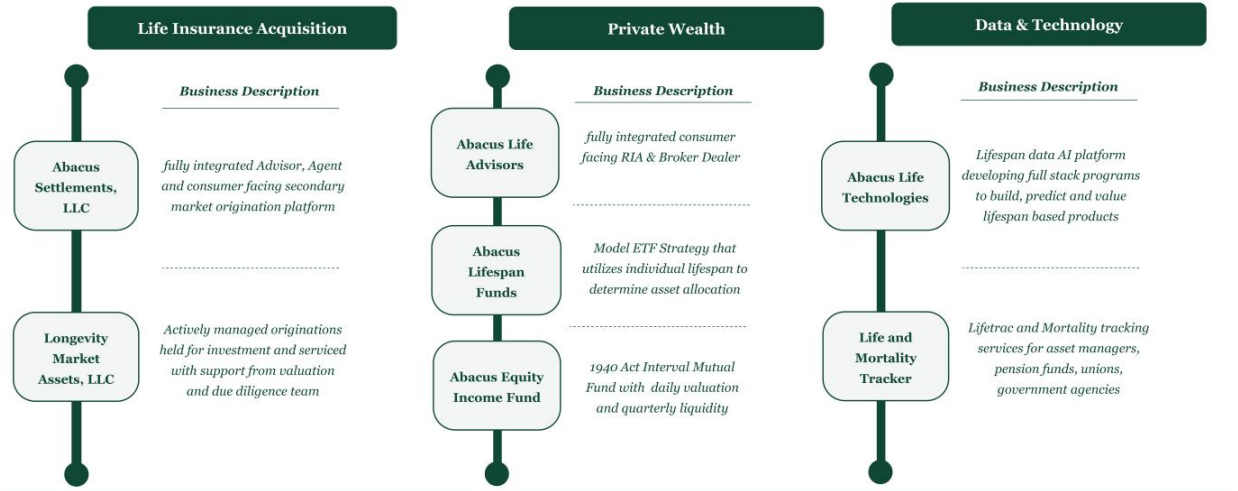 Life Insurance Acquisition
Business Description
Abacus
Settlements,
LLC
fully integrated Advisor, Agent
and consumer facing secondary
market origination platform
Longevity
Market
Assets, LLC
Actively managed originations
held for investment and serviced
with support from valuation
and due diligence team
Private Wealth
Business Description
Abacus Life
Advisors
fully integrated consumer
facing RIA & Broker Dealer
Abacus
Lifespan
Funds
Model ETF Strategy that
utilizes individual lifespan to
determine asset allocation
Abacus Equity
Income Fund
1940 Act Interval Mutual
Fund with daily valuation
and quarterly liquidity
Data & Technology
Business Description
Abacus Life
Technologies
Lifespan data AI platform
developing full stack programs
to build, predict and value
lifespan based products
Life and
Mortality
Tracker
Lifetrac and Mortality tracking
services for asset managers,
pension funds, unions,
government agencies